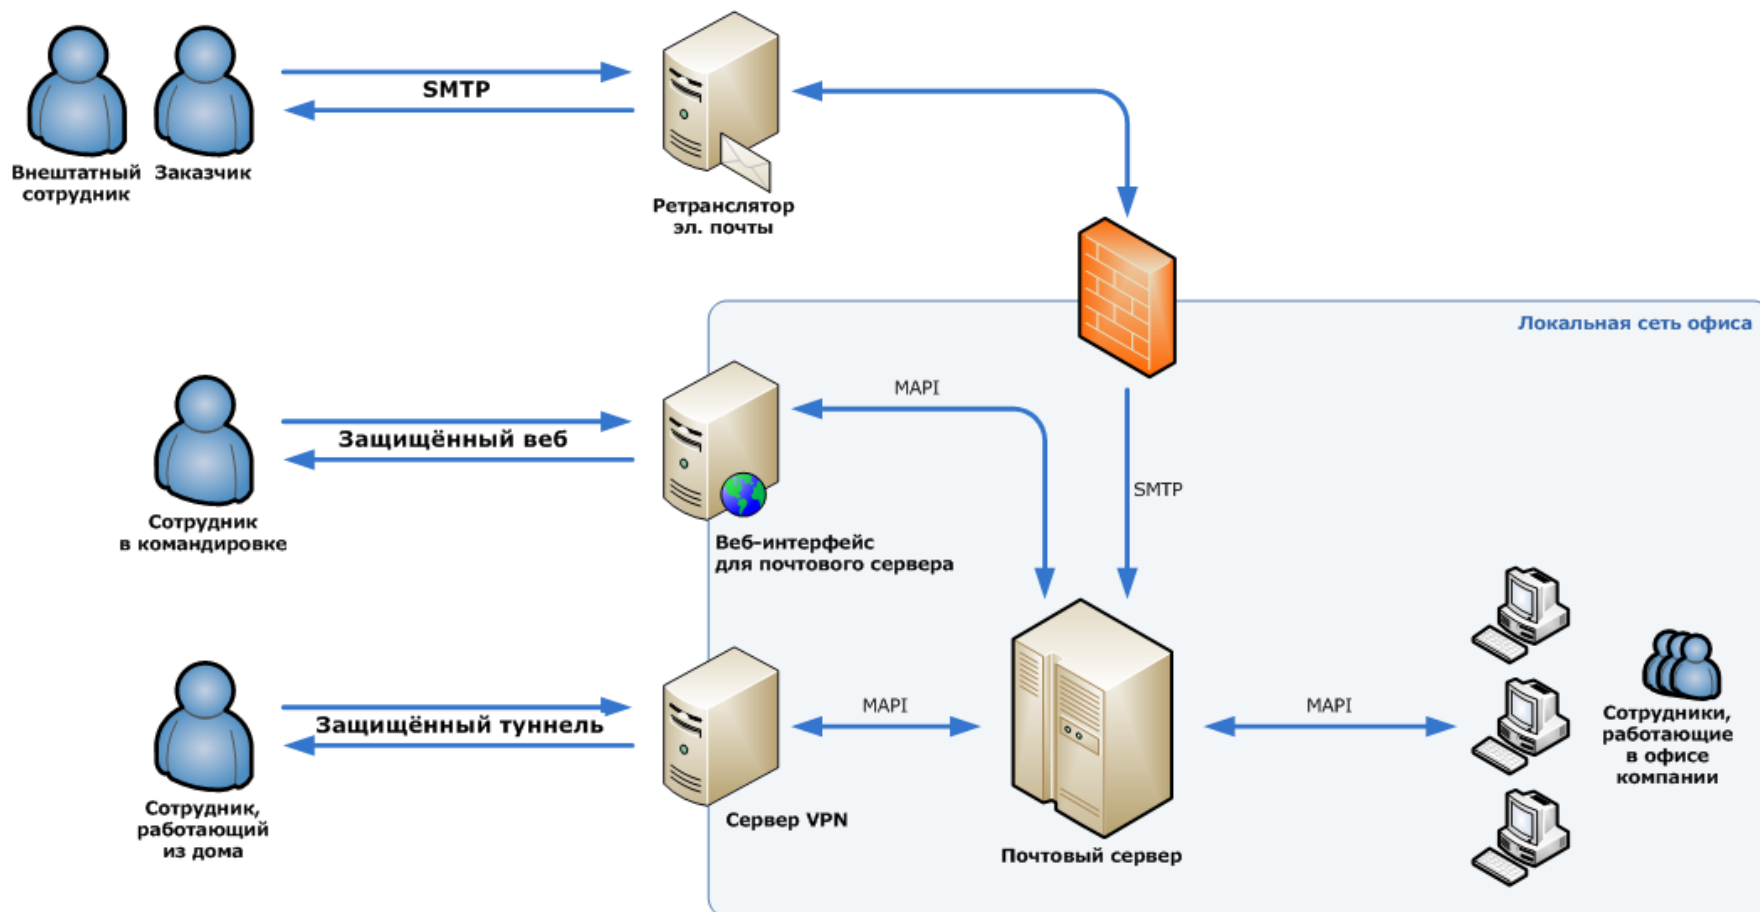 SMTP
Внештатный
сотрудник
Заказчик
Ретранслятор
эл. почты
Локальная сеть офиса
MAPI
Защищённый веб
SMTP
Сотрудник
в командировке
Веб-интерфейс
для почтового сервера
MAPI
MAPI
Защищённый туннель
Сотрудники,
работающие
в офисе
компании
Сотрудник,
работающий
из дома
Сервер VPN
Почтовый сервер